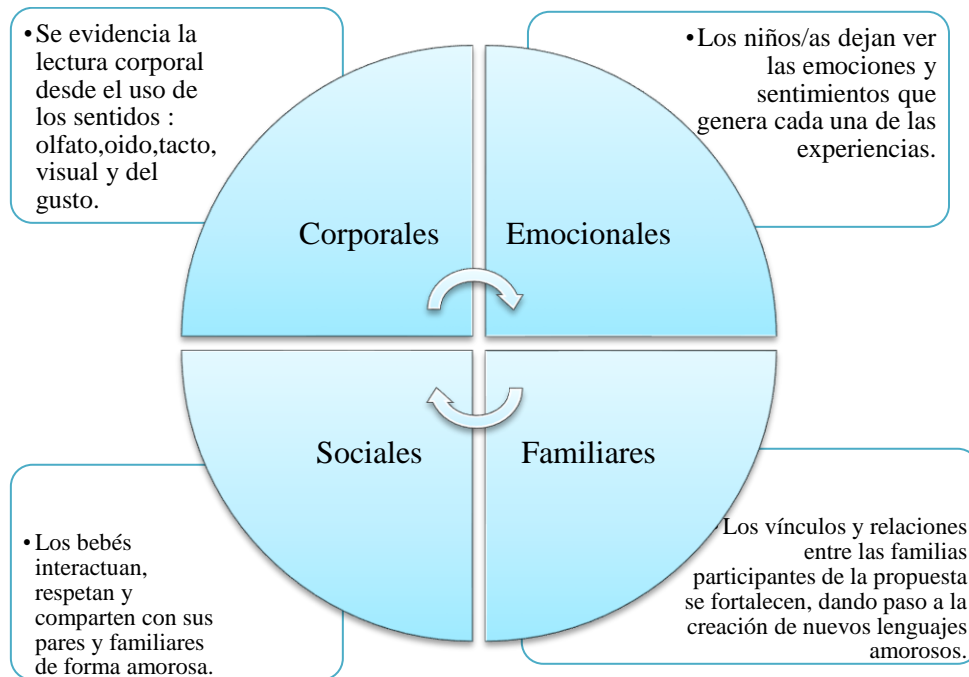 •Se evidencia la
lectura corporal
desde el uso de
los sentidos :
olfato,oido,tacto,
visual y del
gusto.
•Los niños/as dejan ver
las emociones y
sentimientos que
genera cada una de las
experiencias.
Corporales
Emocionales
Sociales
Familiares
•Los bebés
interactuan,
respetan y
comparten con sus
pares y familiares
de forma amorosa.
•Los vínculos y relaciones
entre las familias
participantes de la propuesta
se fortalecen, dando paso a la
creación de nuevos lenguajes
amorosos.